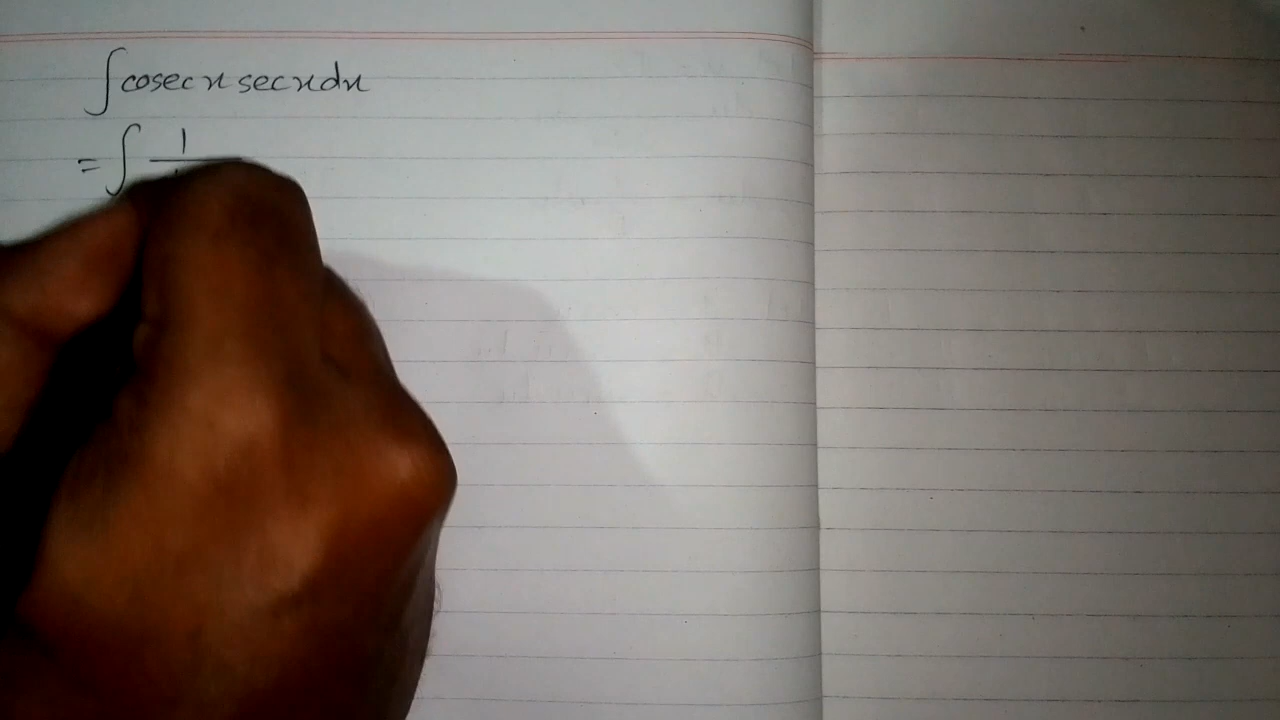 ∫cosec x sec x dx
= ∫ 1